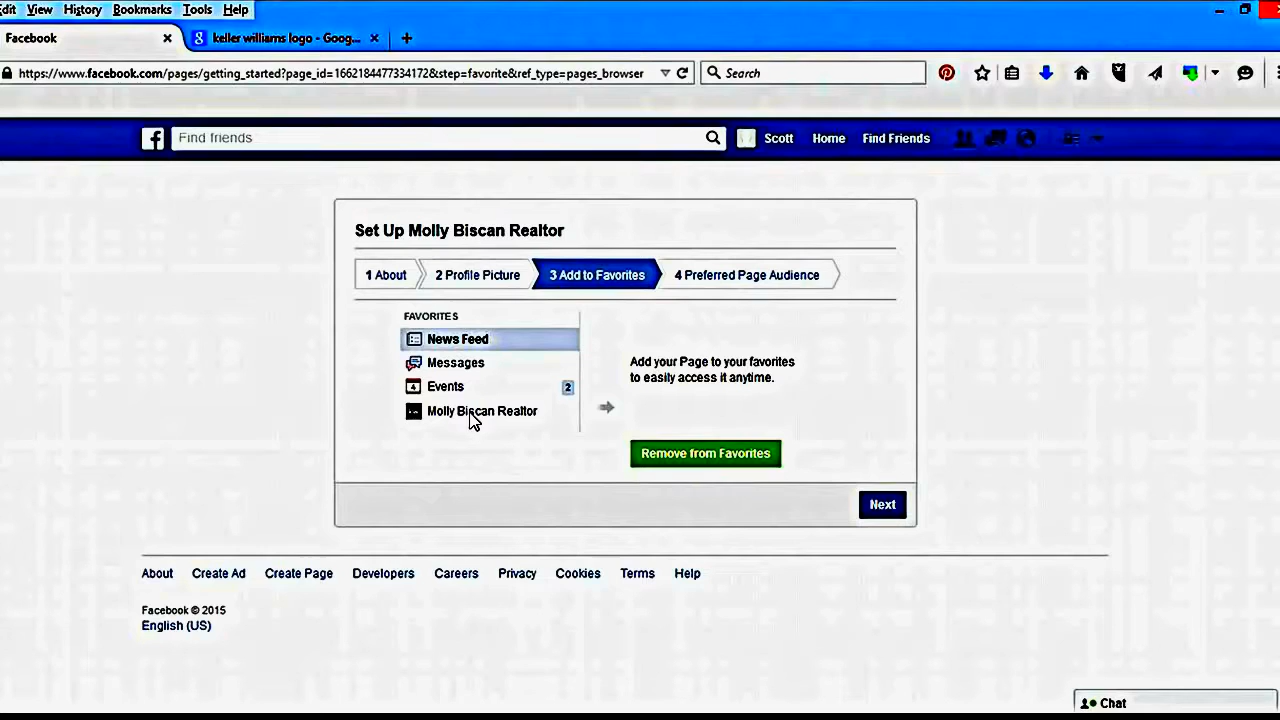 Edit View History Bookmarks Tools Help
Facebook
keller williams logo - Goog...
https://www.facebook.com/pages/getting_started?page_id=1662184477334172&step=favorite&ref_type=pages_browser
Search
Find friends
Scott Home Find Friends
Set Up Molly Biscan Realtor
1 About 2 Profile Picture 3 Add to Favorites 4 Preferred Page Audience
FAVORITES
News Feed
Messages
Events 2
Molly Biscan Realtor
Add your Page to your favorites
to easily access it anytime.
Remove from Favorites
Next
About Create Ad Create Page Developers Careers Privacy Cookies Terms Help
Facebook © 2015
English (US)
Chat